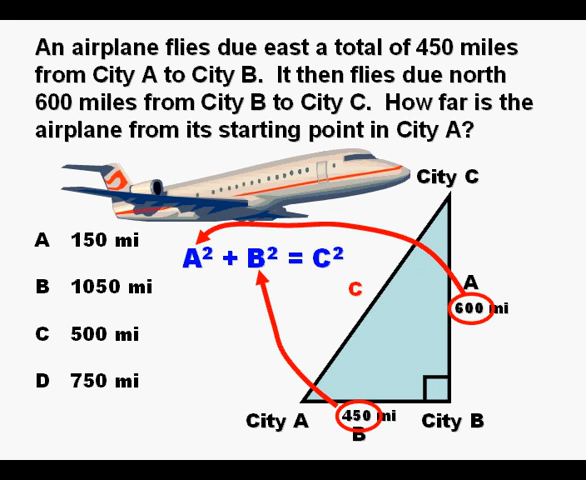 An airplane flies due east a total of 450 miles
from City A to City B. It then flies due north
600 miles from City B to City C. How far is the
airplane from its starting point in City A?
City C
A 150 mi
A² + B² = C²
B 1050 mi
C
A
600 mi
C 500 mi
D 750 mi
City A
450 mi
City B
B